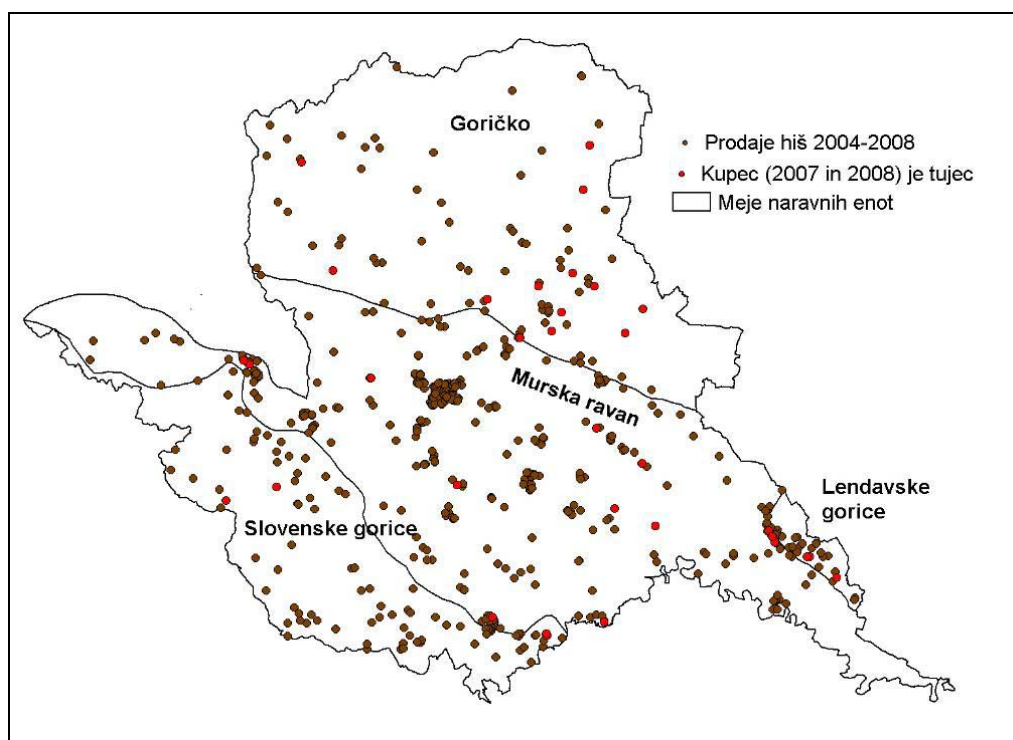 Goričko
Prodaje hiš 2004-2008
Kupec (2007 in 2008) je tujec
Meje naravnih enot
Murska ravan
Lendavske
gorice
Slovenske gorice